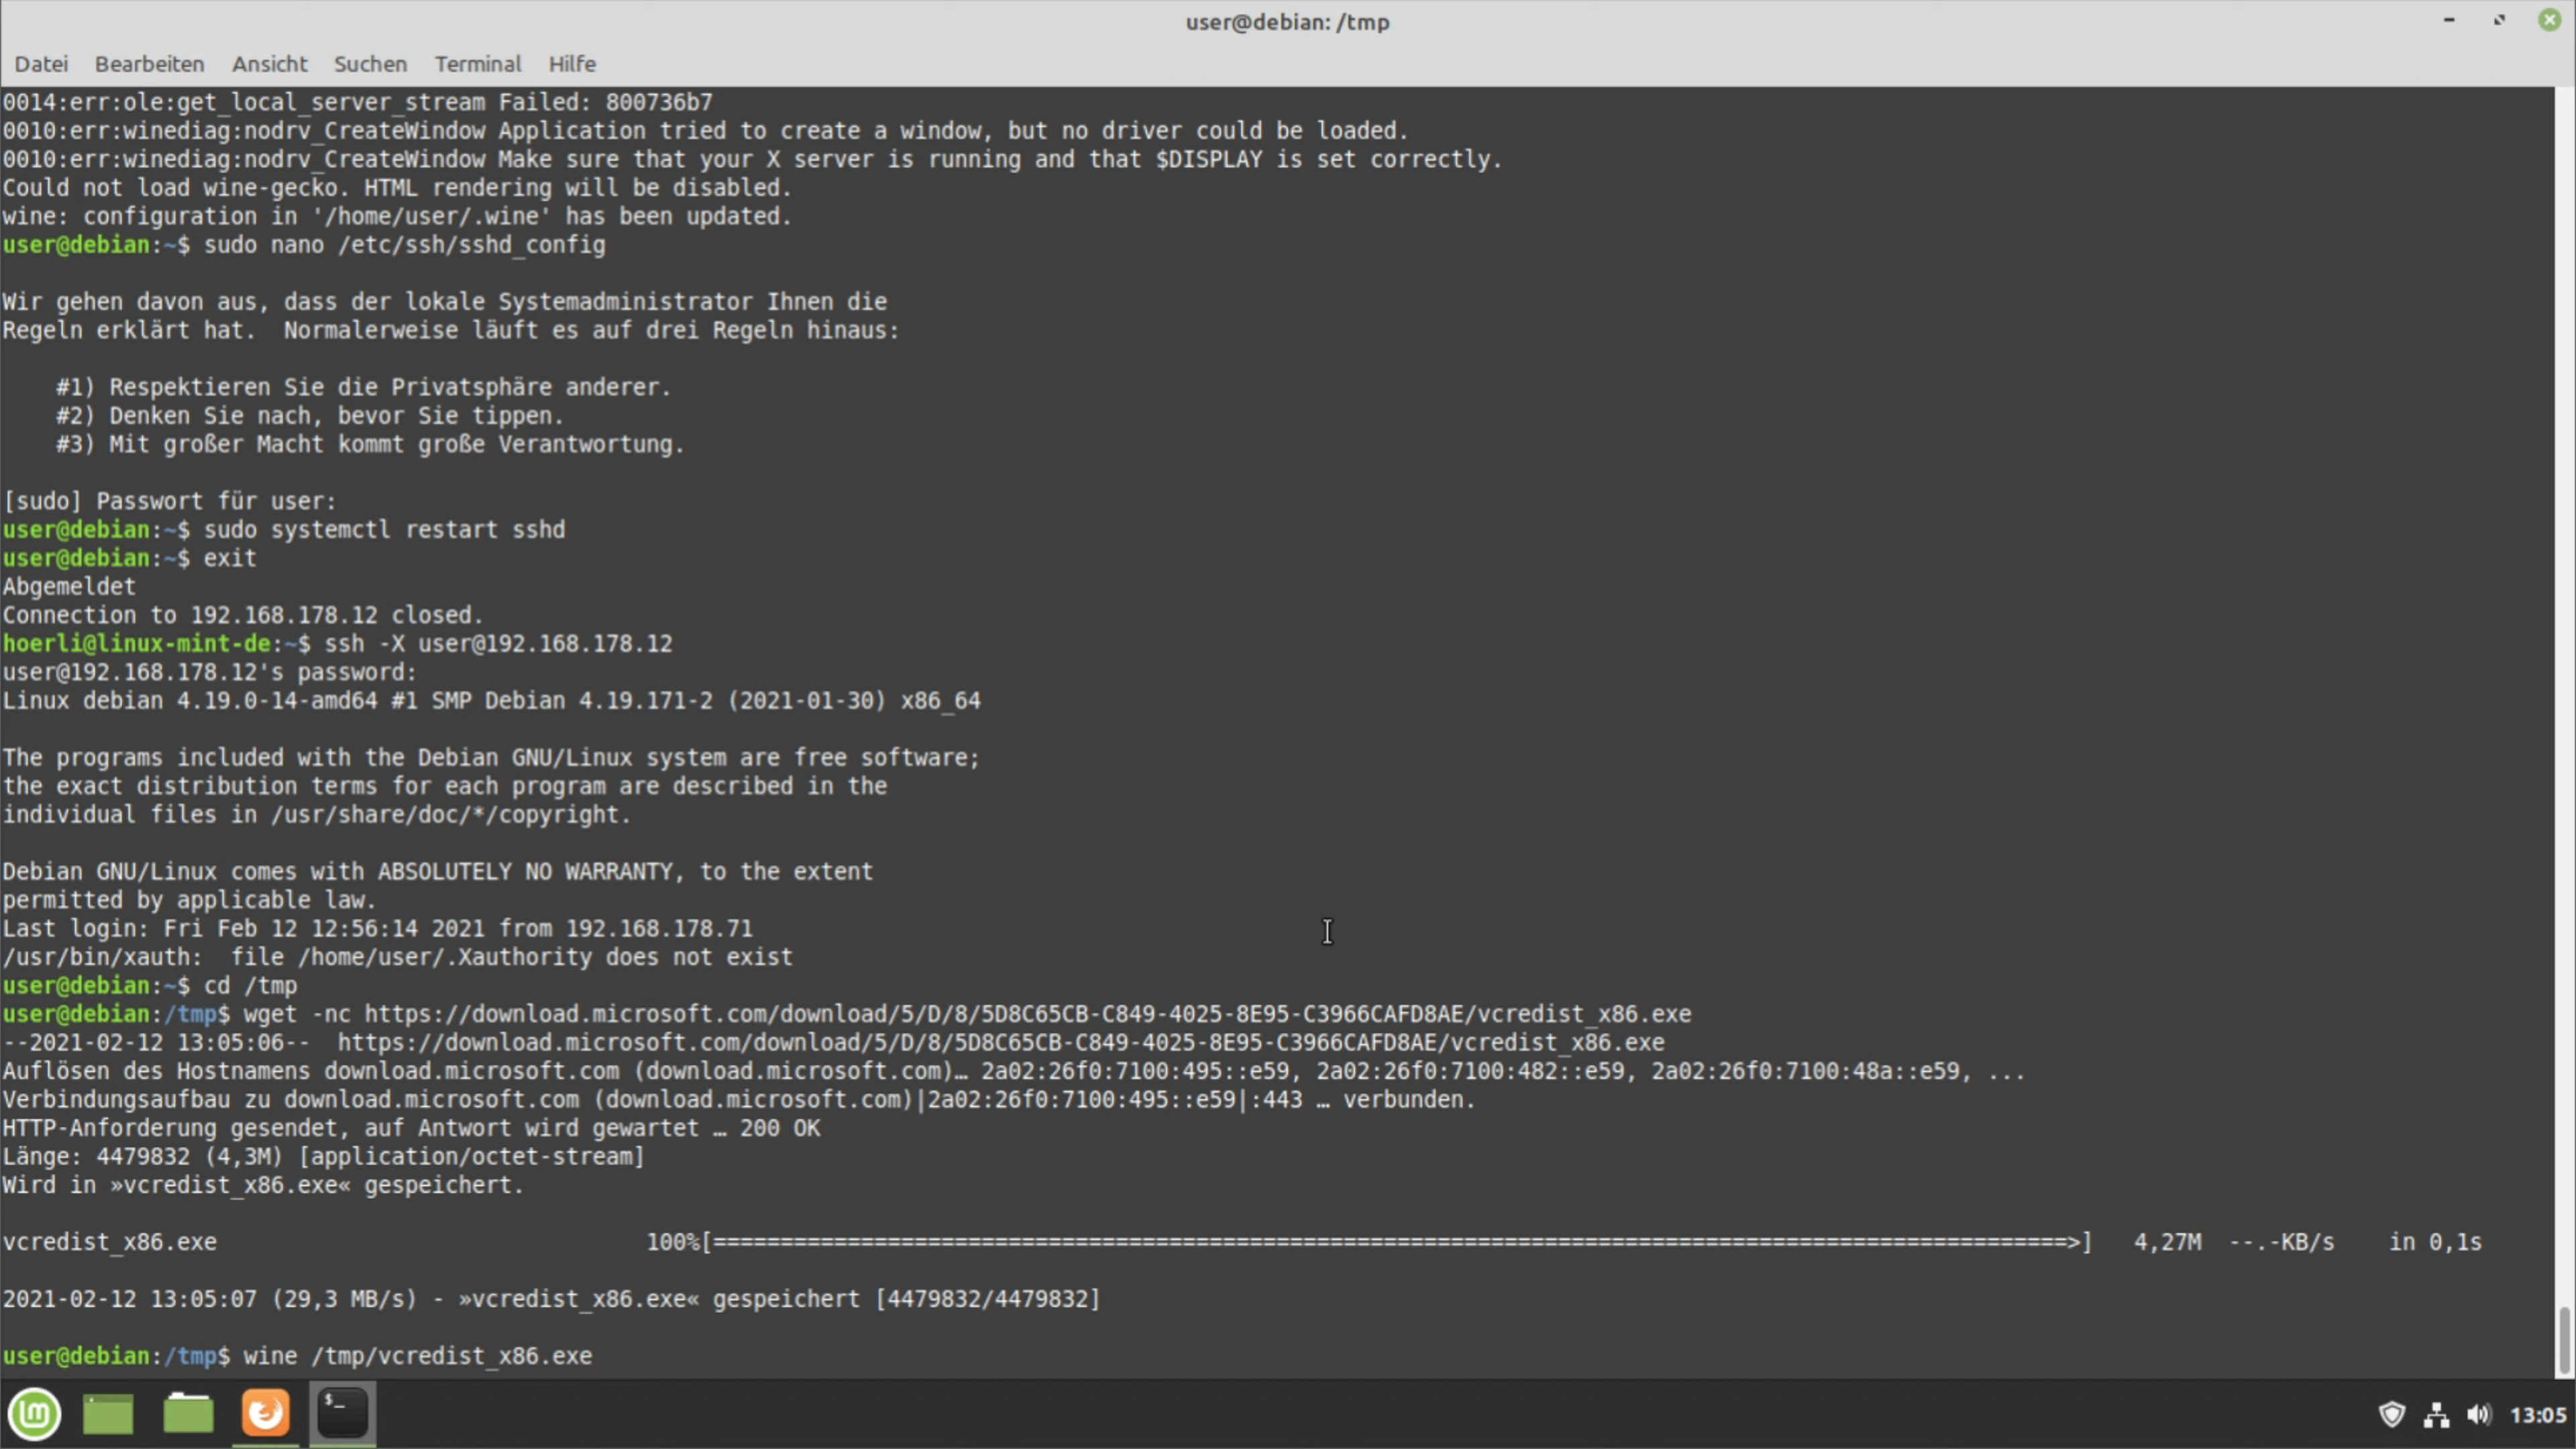 user@debian: /tmp
Datei Bearbeiten Ansicht Suchen Terminal Hilfe
0014:err:ole:get_local_server_stream Failed: 800736b7
0010:err:winediag:nodrv_CreateWindow Application tried to create a window, but no driver could be loaded.
0010:err:winediag:nodrv_CreateWindow Make sure that your X server is running and that $DISPLAY is set correctly.
Could not load wine-gecko. HTML rendering will be disabled.
wine: configuration in '/home/user/.wine' has been updated.
user@debian:~$ sudo nano /etc/ssh/sshd_config
Wir gehen davon aus, dass der lokale Systemadministrator Ihnen die
Regeln erklärt hat.  Normalerweise läuft es auf drei Regeln hinaus:
#1) Respektieren Sie die Privatsphäre anderer.
#2) Denken Sie nach, bevor Sie tippen.
#3) Mit großer Macht kommt große Verantwortung.
[sudo] Passwort für user:
user@debian:~$ sudo systemctl restart sshd
user@debian:~$ exit
Abgemeldet
Connection to 192.168.178.12 closed.
hoerli@linux-mint-de:~$ ssh -X user@192.168.178.12
user@192.168.178.12's password:
Linux debian 4.19.0-14-amd64 #1 SMP Debian 4.19.171-2 (2021-01-30) x86_64
The programs included with the Debian GNU/Linux system are free software;
the exact distribution terms for each program are described in the
individual files in /usr/share/doc/*/copyright.
Debian GNU/Linux comes with ABSOLUTELY NO WARRANTY, to the extent
permitted by applicable law.
Last login: Fri Feb 12 12:56:14 2021 from 192.168.178.71
/usr/bin/xauth:  file /home/user/.Xauthority does not exist
user@debian:~$ cd /tmp
user@debian:/tmp$ wget -nc https://download.microsoft.com/download/5/D/8/5D8C65CB-C849-4025-8E95-C3966CAFD8AE/vcredist_x86.exe
--2021-02-12 13:05:06--  https://download.microsoft.com/download/5/D/8/5D8C65CB-C849-4025-8E95-C3966CAFD8AE/vcredist_x86.exe
Auflösen des Hostnamens download.microsoft.com (download.microsoft.com)… 2a02:26f0:7100:495::e59, 2a02:26f0:7100:482::e59, 2a02:26f0:7100:48a::e59, ...
Verbindungsaufbau zu download.microsoft.com (download.microsoft.com)|2a02:26f0:7100:495::e59|:443 … verbunden.
HTTP-Anforderung gesendet, auf Antwort wird gewartet … 200 OK
Länge: 4479832 (4,3M) [application/octet-stream]
Wird in »vcredist_x86.exe« gespeichert.
vcredist_x86.exe 100%[=====================================================================================================>] 4,27M --.-KB/s in 0,1s
2021-02-12 13:05:07 (29,3 MB/s) - »vcredist_x86.exe« gespeichert [4479832/4479832]
user@debian:/tmp$ wine /tmp/vcredist_x86.exe
13:05